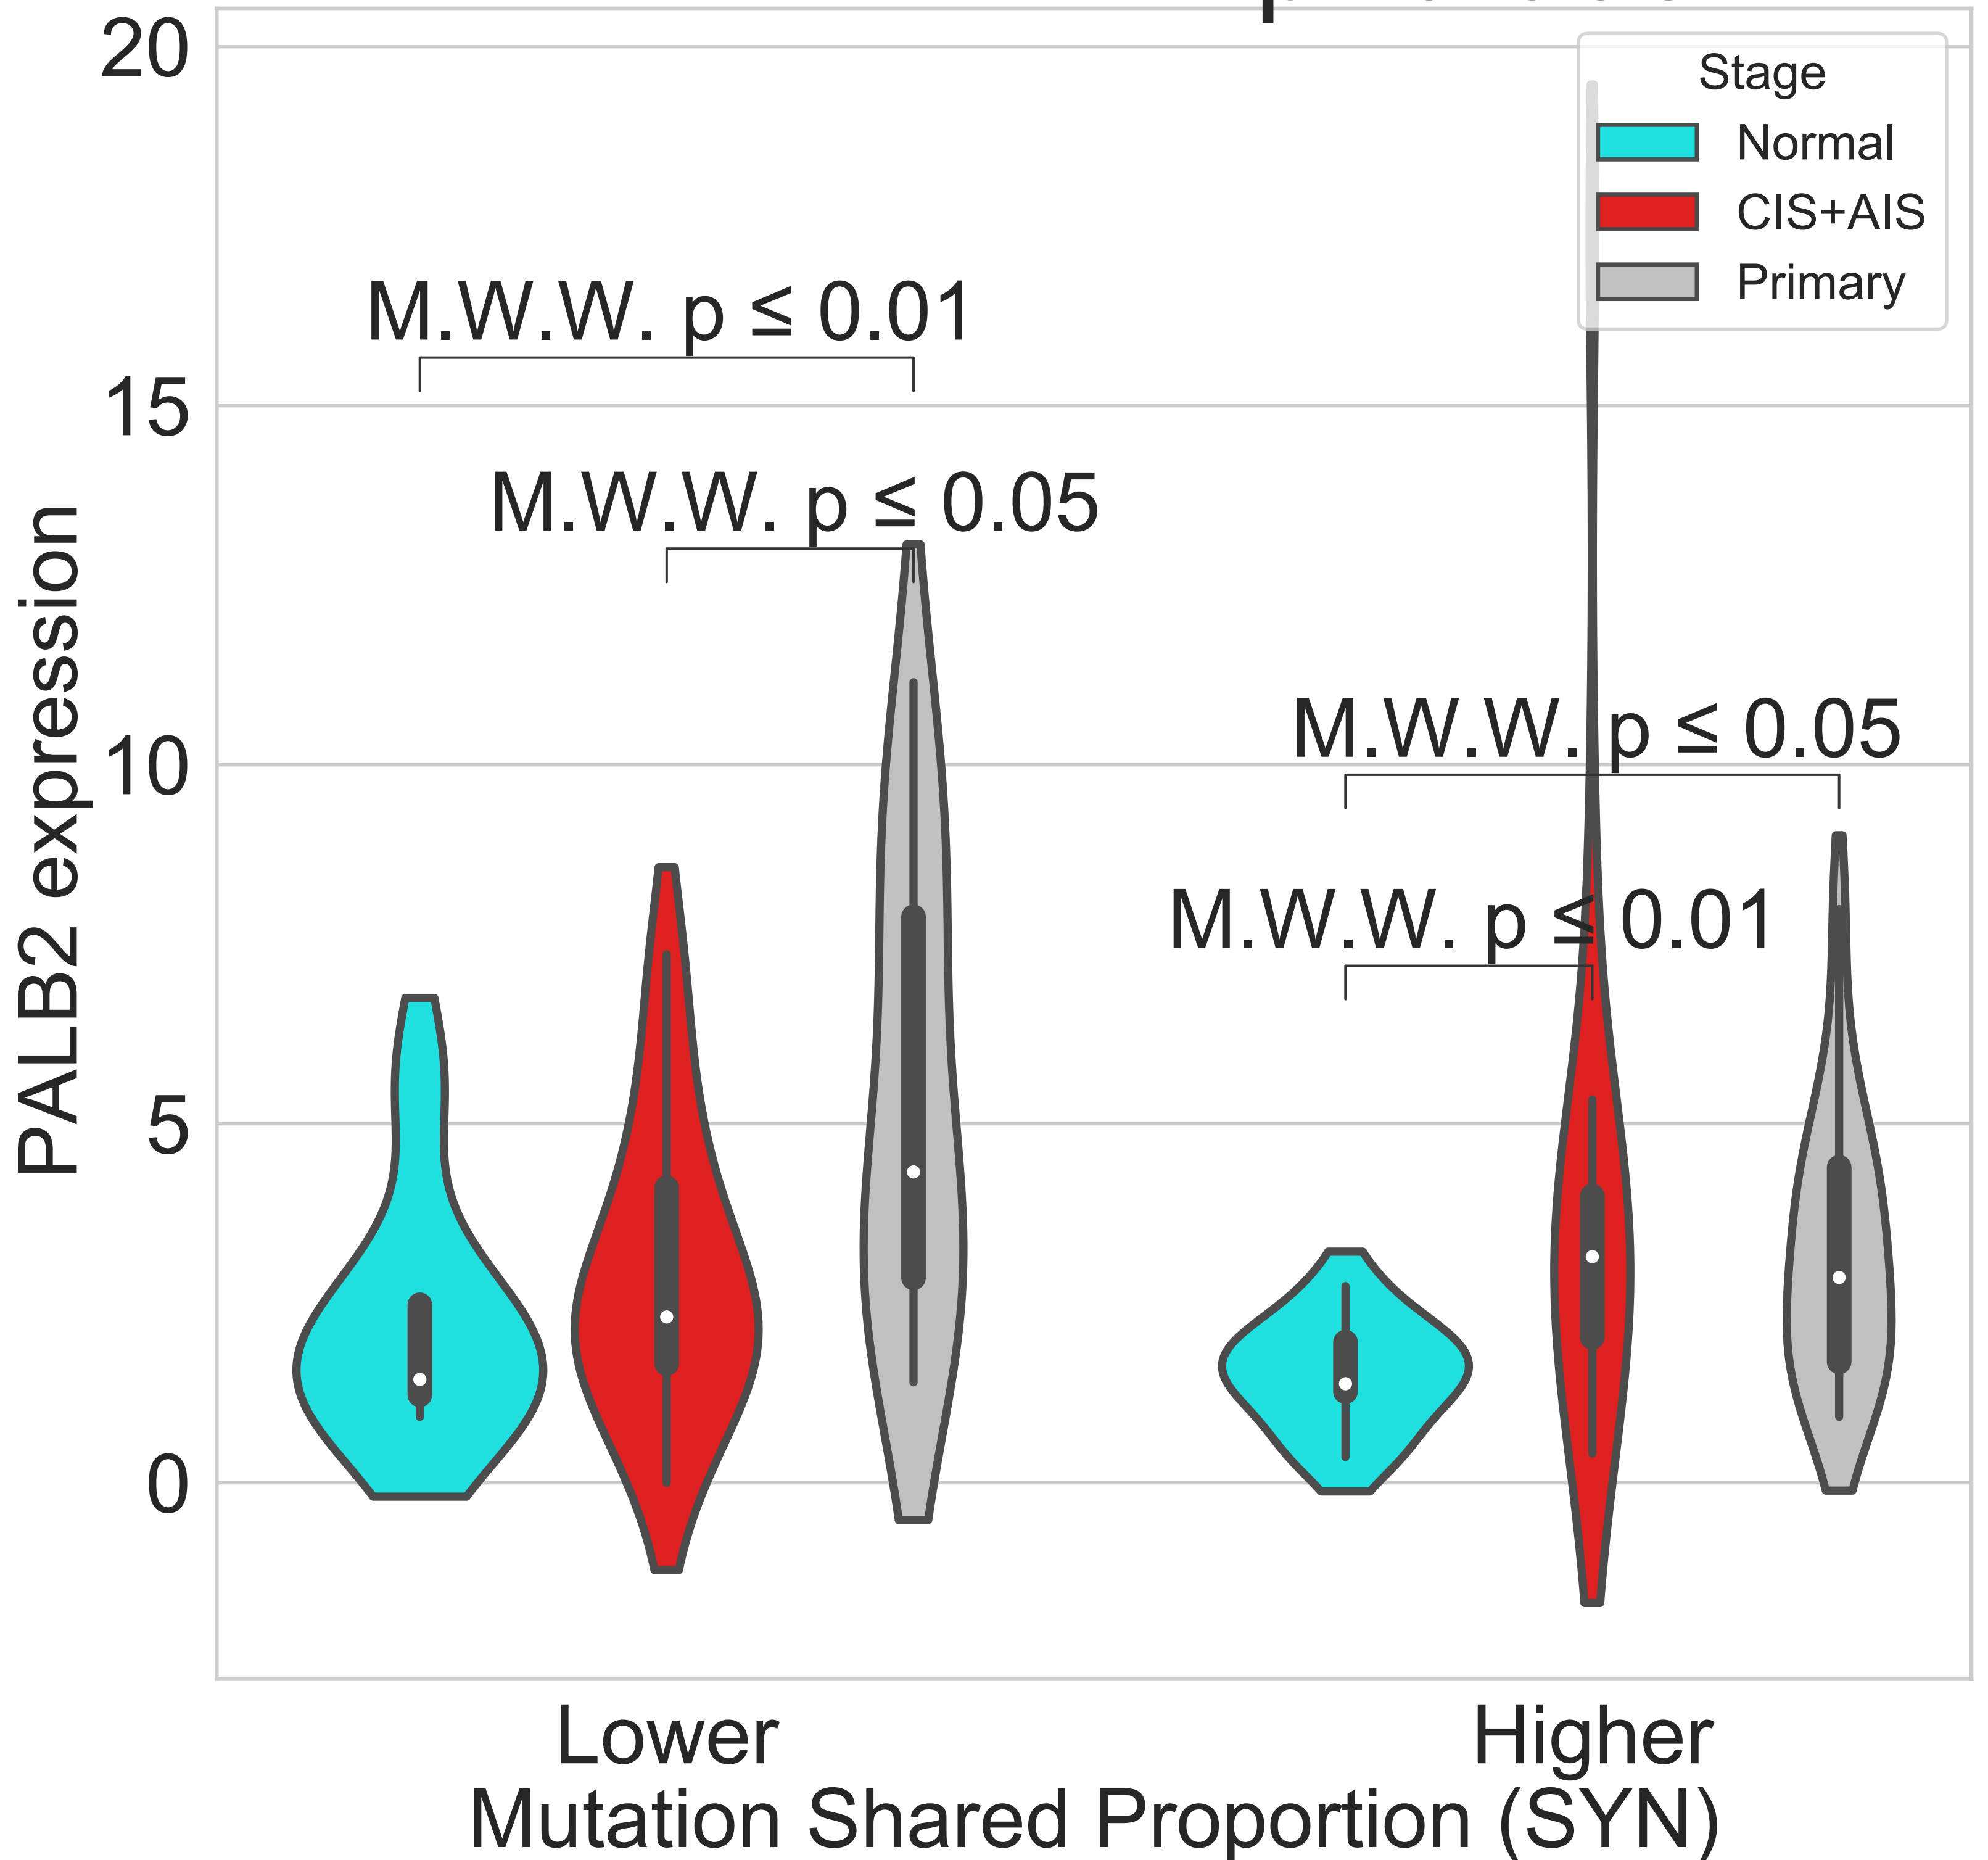 20
Stage
Normal
CIS+AIS
Primary
M.W.W. p ≤ 0.01
15
M.W.W. p ≤ 0.05
PALB2 expression
10
M.W.W. p ≤ 0.05
M.W.W. p ≤ 0.01
5
0
Lower
Higher
Mutation Shared Proportion (SYN)